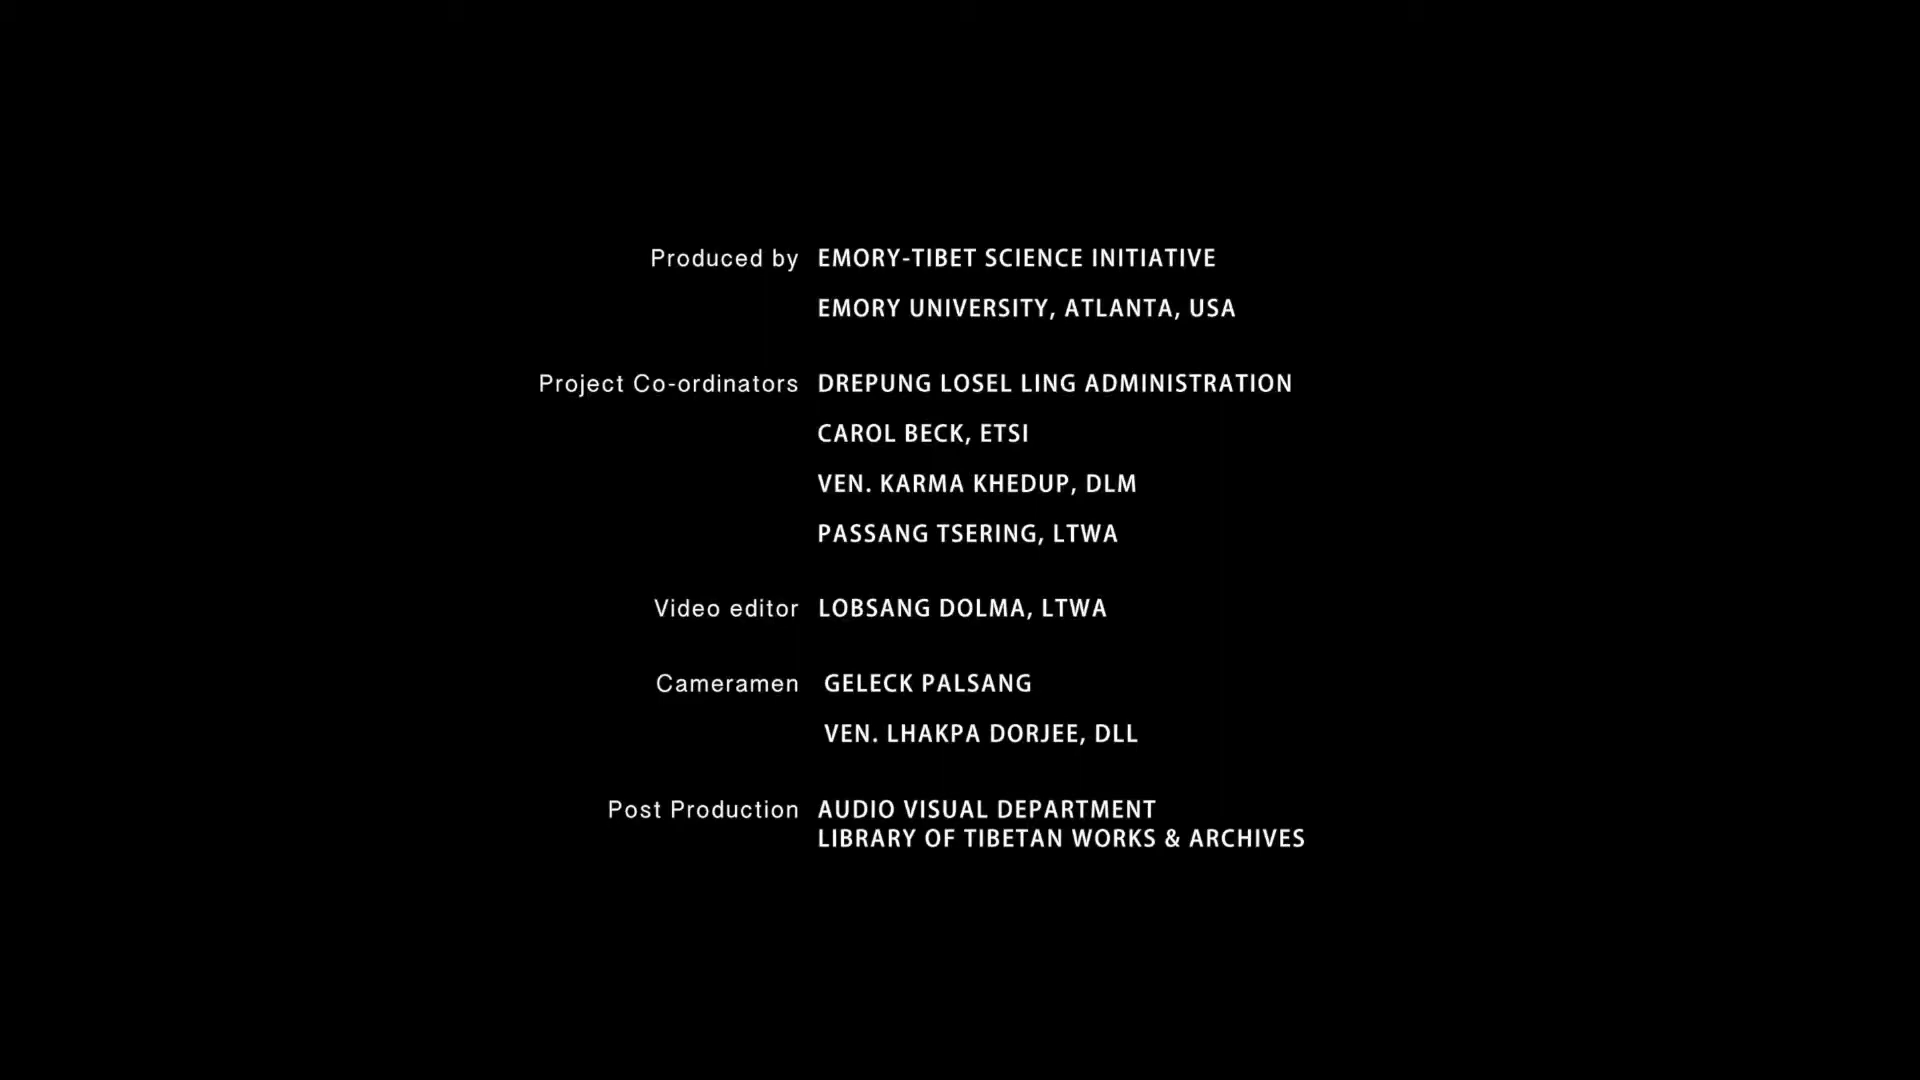 Produced by EMORY-TIBET SCIENCE INITIATIVE
EMORY UNIVERSITY, ATLANTA, USA
Project Co-ordinators DREPUNG LOSEL LING ADMINISTRATION
CAROL BECK, ETSI
VEN. KARMA KHEDUP, DLM
PASSANG TSERING, LTWA
Video editor LOBSANG DOLMA, LTWA
Cameramen GELECK PALSANG
VEN. LHAKPA DORJEE, DLL
Post Production AUDIO VISUAL DEPARTMENT
LIBRARY OF TIBETAN WORKS & ARCHIVES